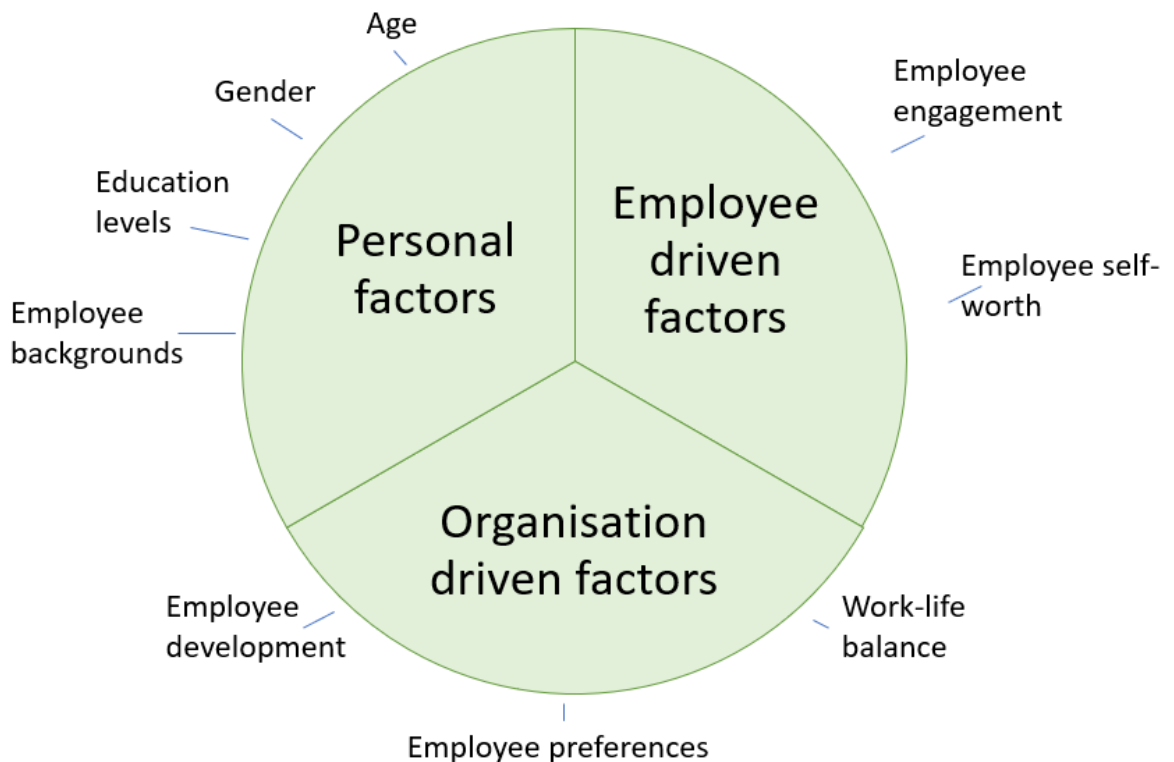 Age
Gender
Education
levels
Employee
backgrounds
Personal
factors
Employee
driven
factors
Employee
engagement
Employee self-
worth
Organisation
driven factors
Employee
development
Employee preferences
Work-life
balance